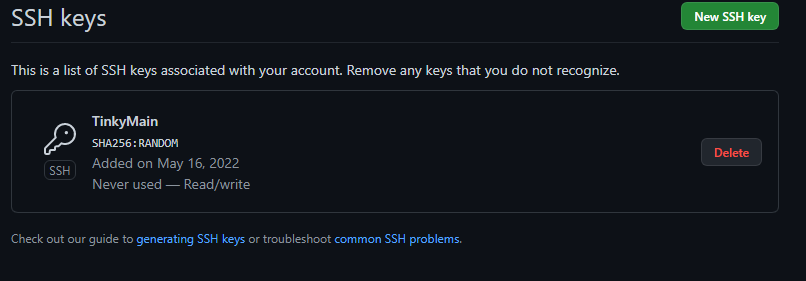 SSH keys
New SSH key
This is a list of SSH keys associated with your account. Remove any keys that you do not recognize.
TinkyMain
SHA256:RANDOM
Added on May 16, 2022
Never used — Read/write
SSH
Delete
Check out our guide to generating SSH keys or troubleshoot common SSH problems.